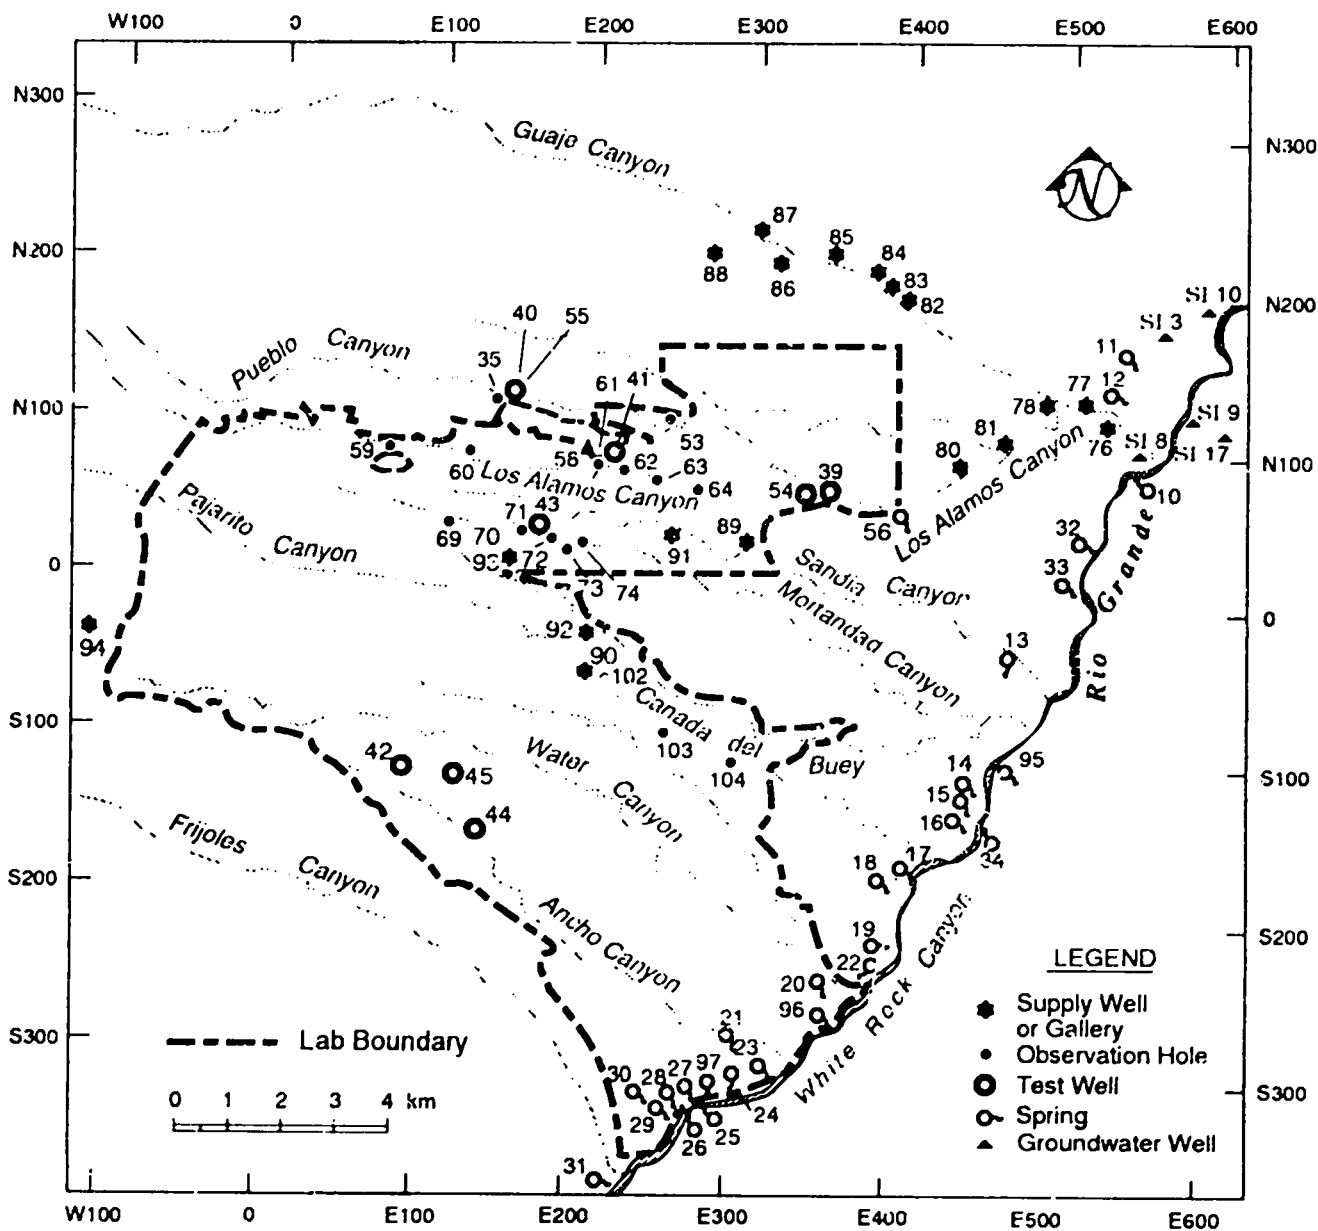 W100 0 E100 E200 E300 E400 E500 E600
N300
N300
Guaje Canyon
N
87
85
84
N200
88
86
83
82
SI 10
N200
40 55
SI 3
Pueblo Canyon
35
11
61 41
12
N100
77
78
SI 9
53
81
76
SI 8
SI 17
59
58
62
63
80
N100
60
Los Alamos Canyon
64
54 39
10
Pajarito Canyon
71 43
56
Los Alamos Canyon
69
70
89
32
91
72
93
73
74
Sandia Canyon
33
0
Mortandad Canyon
Rio Grande
0
94
92
90
13
102
S100
Canada del Buey
103
104
42
45
Water Canyon
14
95
S100
15
44
16
Frijoles Canyon
34
18
17
S200
Ancho Canyon
19
S200
22
20
LEGEND
96
White Rock Canyon
Supply Well
or Gallery
S300
21
23
Lab Boundary
Observation Hole
30 28 27 97
Test Well
S300
0 1 2 3 4 km
29
24
Spring
26 25
Groundwater Well
31
W100 0 E100 E200 E300 E400 E500 E600